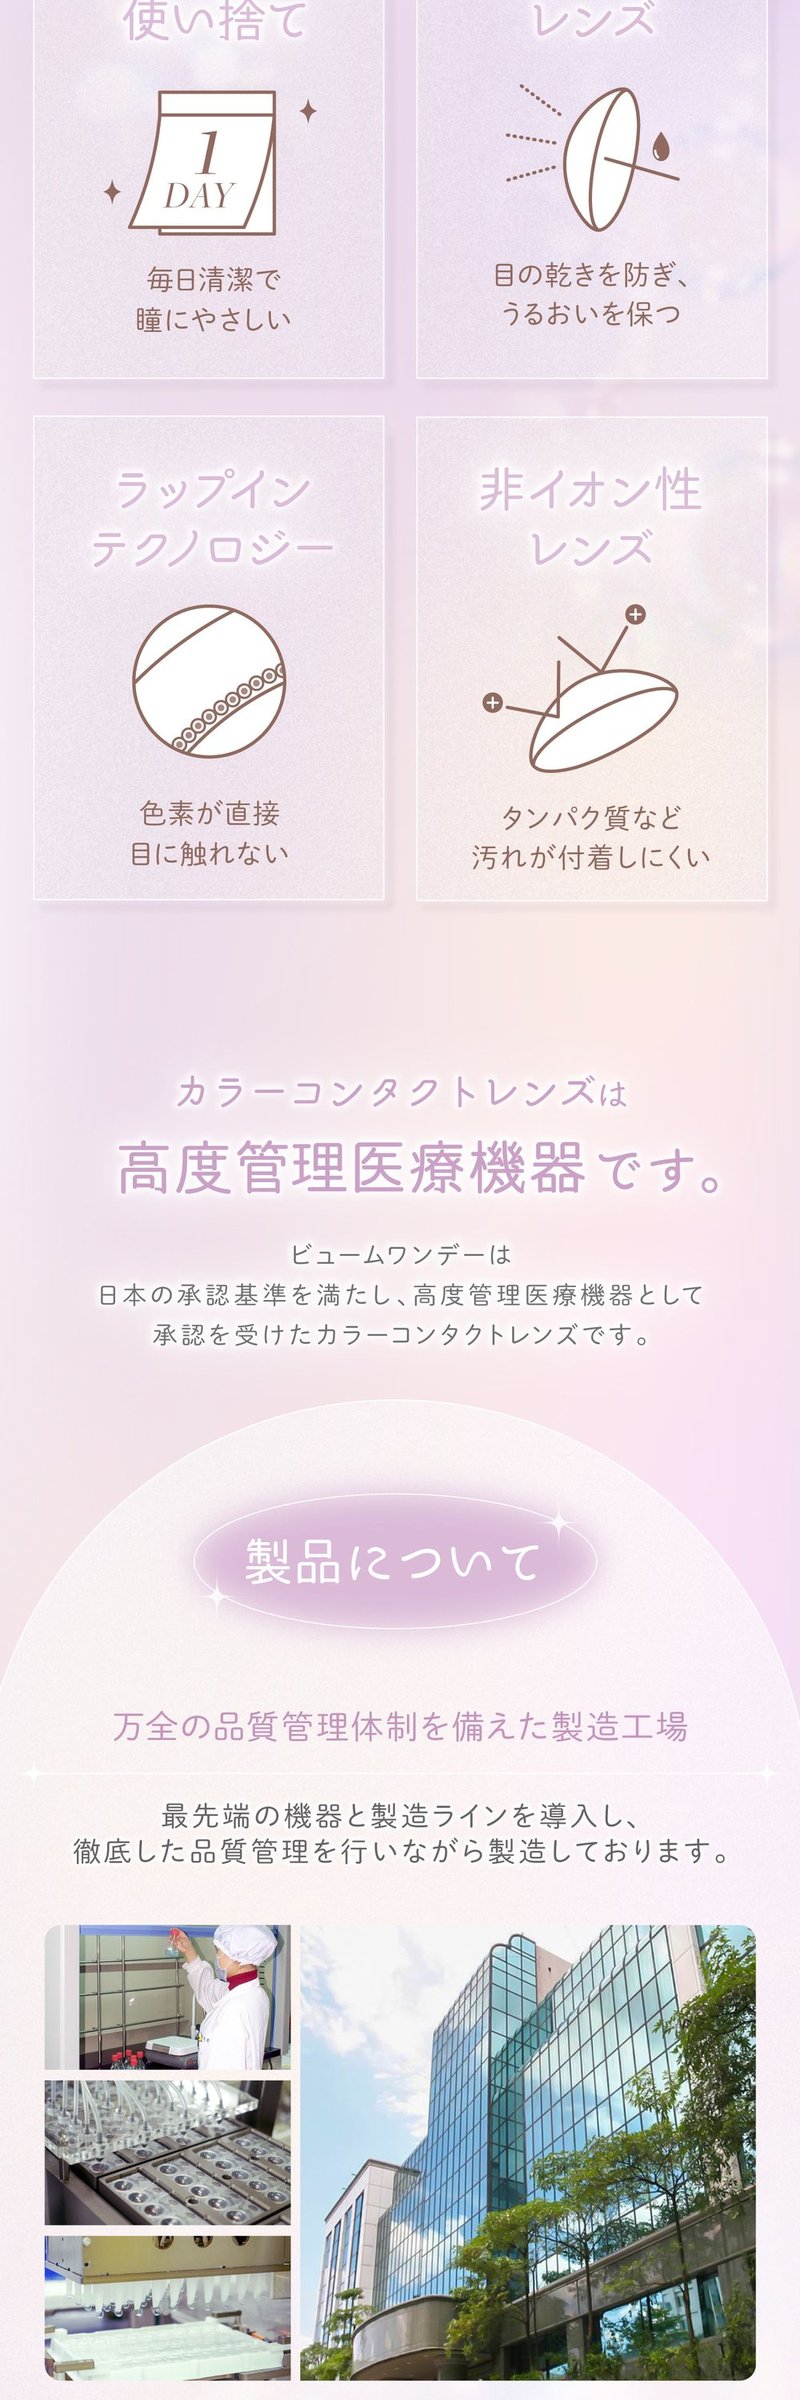 使い捨て
1
DAY
毎日清潔で
瞳にやさしい
レンズ
目の乾きを防ぎ、
うるおいを保つ
ラップイン
テクノロジー
色素が直接
目に触れない
非イオン性
レンズ
タンパク質など
汚れが付着しにくい
カラーコンタクトレンズは
高度管理医療機器です。
ビュームワンデーは
日本の承認基準を満たし、高度管理医療機器として
承認を受けたカラーコンタクトレンズです。
製品について
万全の品質管理体制を備えた製造工場
最先端の機器と製造ラインを導入し、
徹底した品質管理を行いながら製造しております。